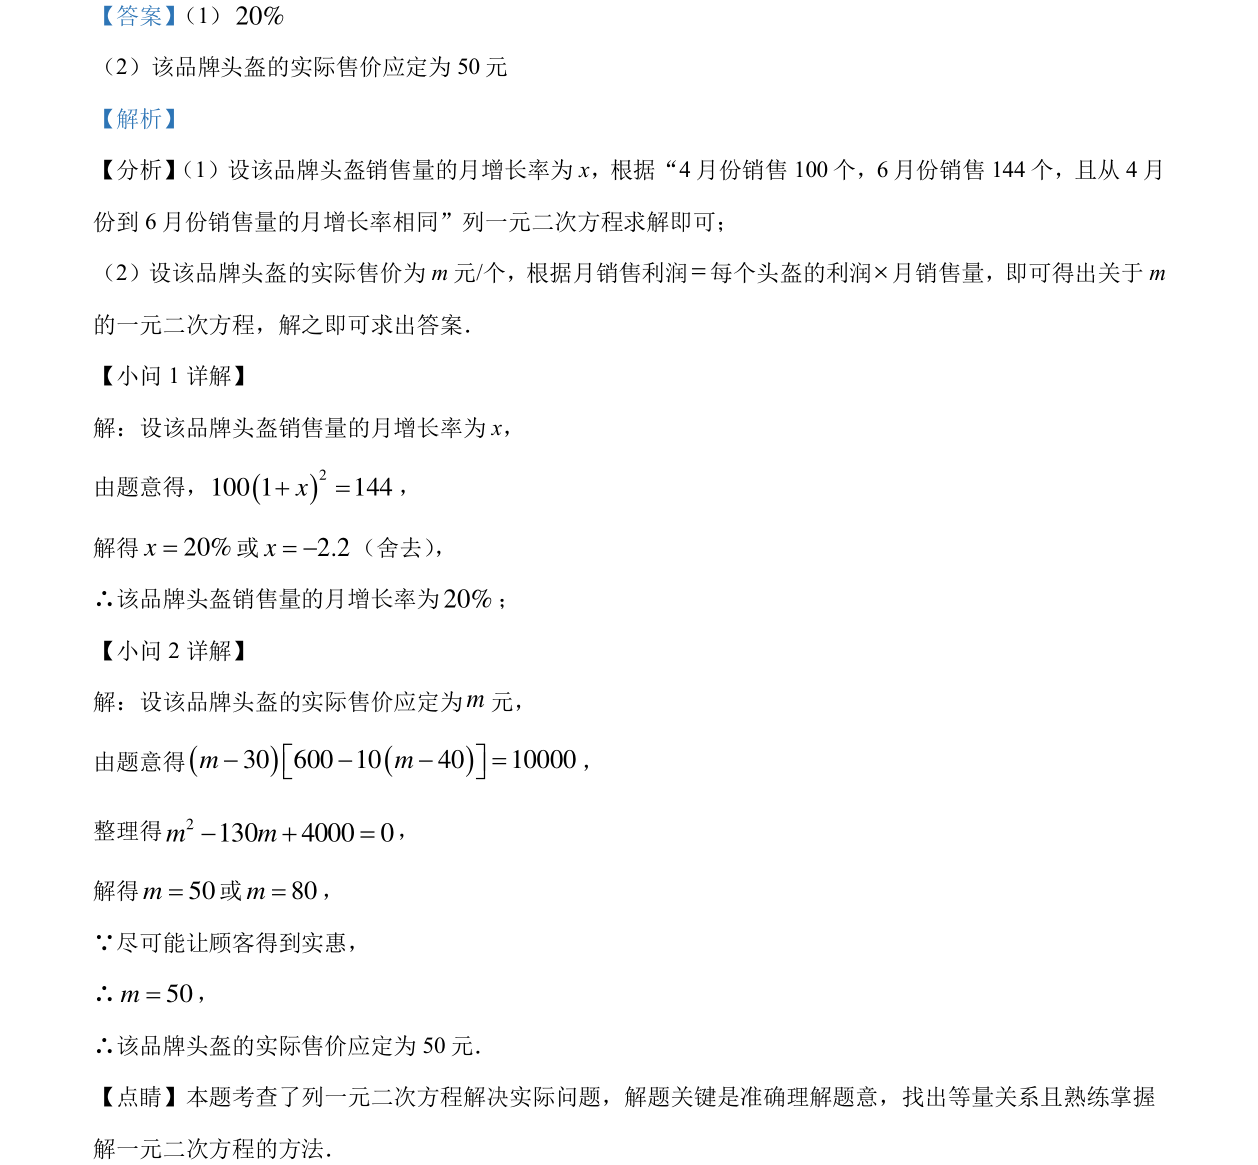 【答案】（1）20%
（2）该品牌头盔的实际售价应定为 50 元
【解析】
【分析】（1）设该品牌头盔销售量的月增长率为 x，根据“4 月份销售 100 个，6 月份销售 144 个，且从 4 月
份到 6 月份销售量的月增长率相同”列一元二次方程求解即可；
（2）设该品牌头盔的实际售价为 m 元/个，根据月销售利润＝每个头盔的利润×月销售量，即可得出关于 m
的一元二次方程，解之即可求出答案．
【小问 1 详解】
解：设该品牌头盔销售量的月增长率为 x，
由题意得，100(1+x)²=144，
解得 x=20% 或 x=−2.2（舍去），
∴该品牌头盔销售量的月增长率为 20%；
【小问 2 详解】
解：设该品牌头盔的实际售价应定为 m 元，
由题意得 (m−30)[600−10(m−40)]=10000，
整理得 m²−130m+4000=0，
解得 m=50 或 m=80，
∵尽可能让顾客得到实惠，
∴ m=50，
∴该品牌头盔的实际售价应定为 50 元．
【点睛】本题考查了列一元二次方程解决实际问题，解题关键是准确理解题意，找出等量关系且熟练掌握
解一元二次方程的方法．